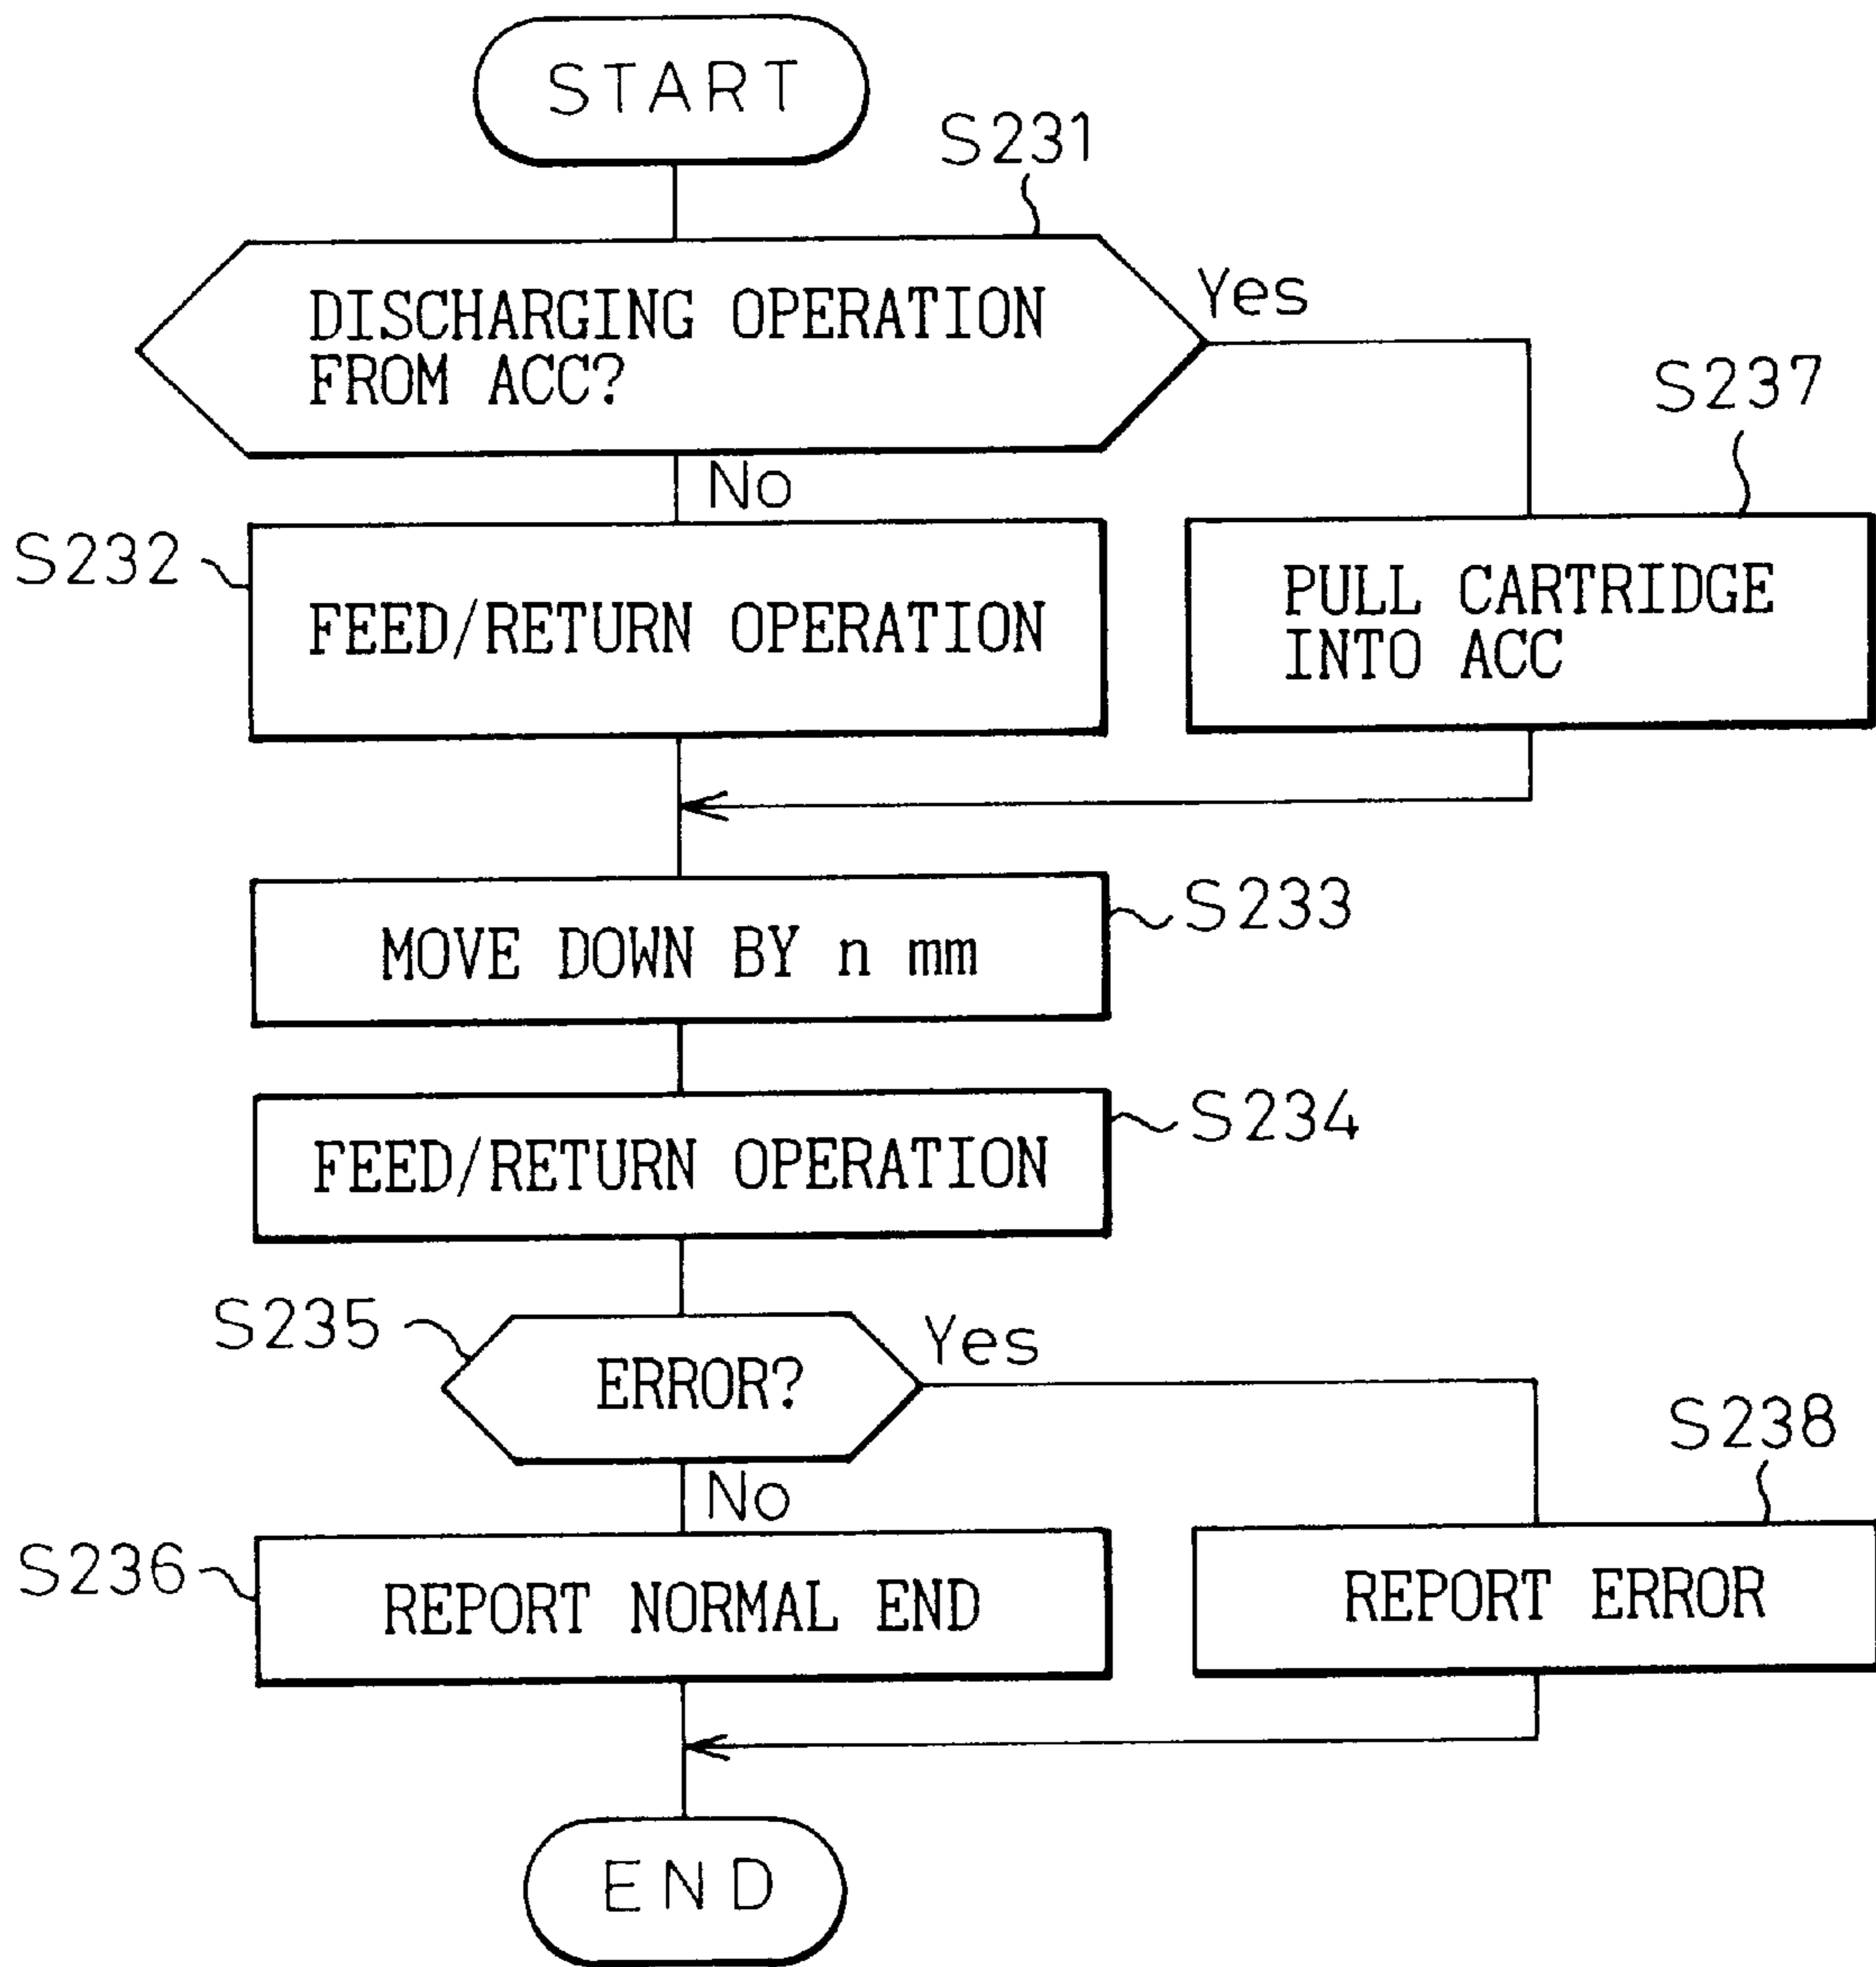 START
S231
DISCHARGING OPERATION
FROM ACC?
Yes
No
S237
S232
FEED/RETURN OPERATION
PULL CARTRIDGE
INTO ACC
MOVE DOWN BY n mm
S233
FEED/RETURN OPERATION
S234
S235
ERROR?
Yes
No
S238
S236
REPORT NORMAL END
REPORT ERROR
END